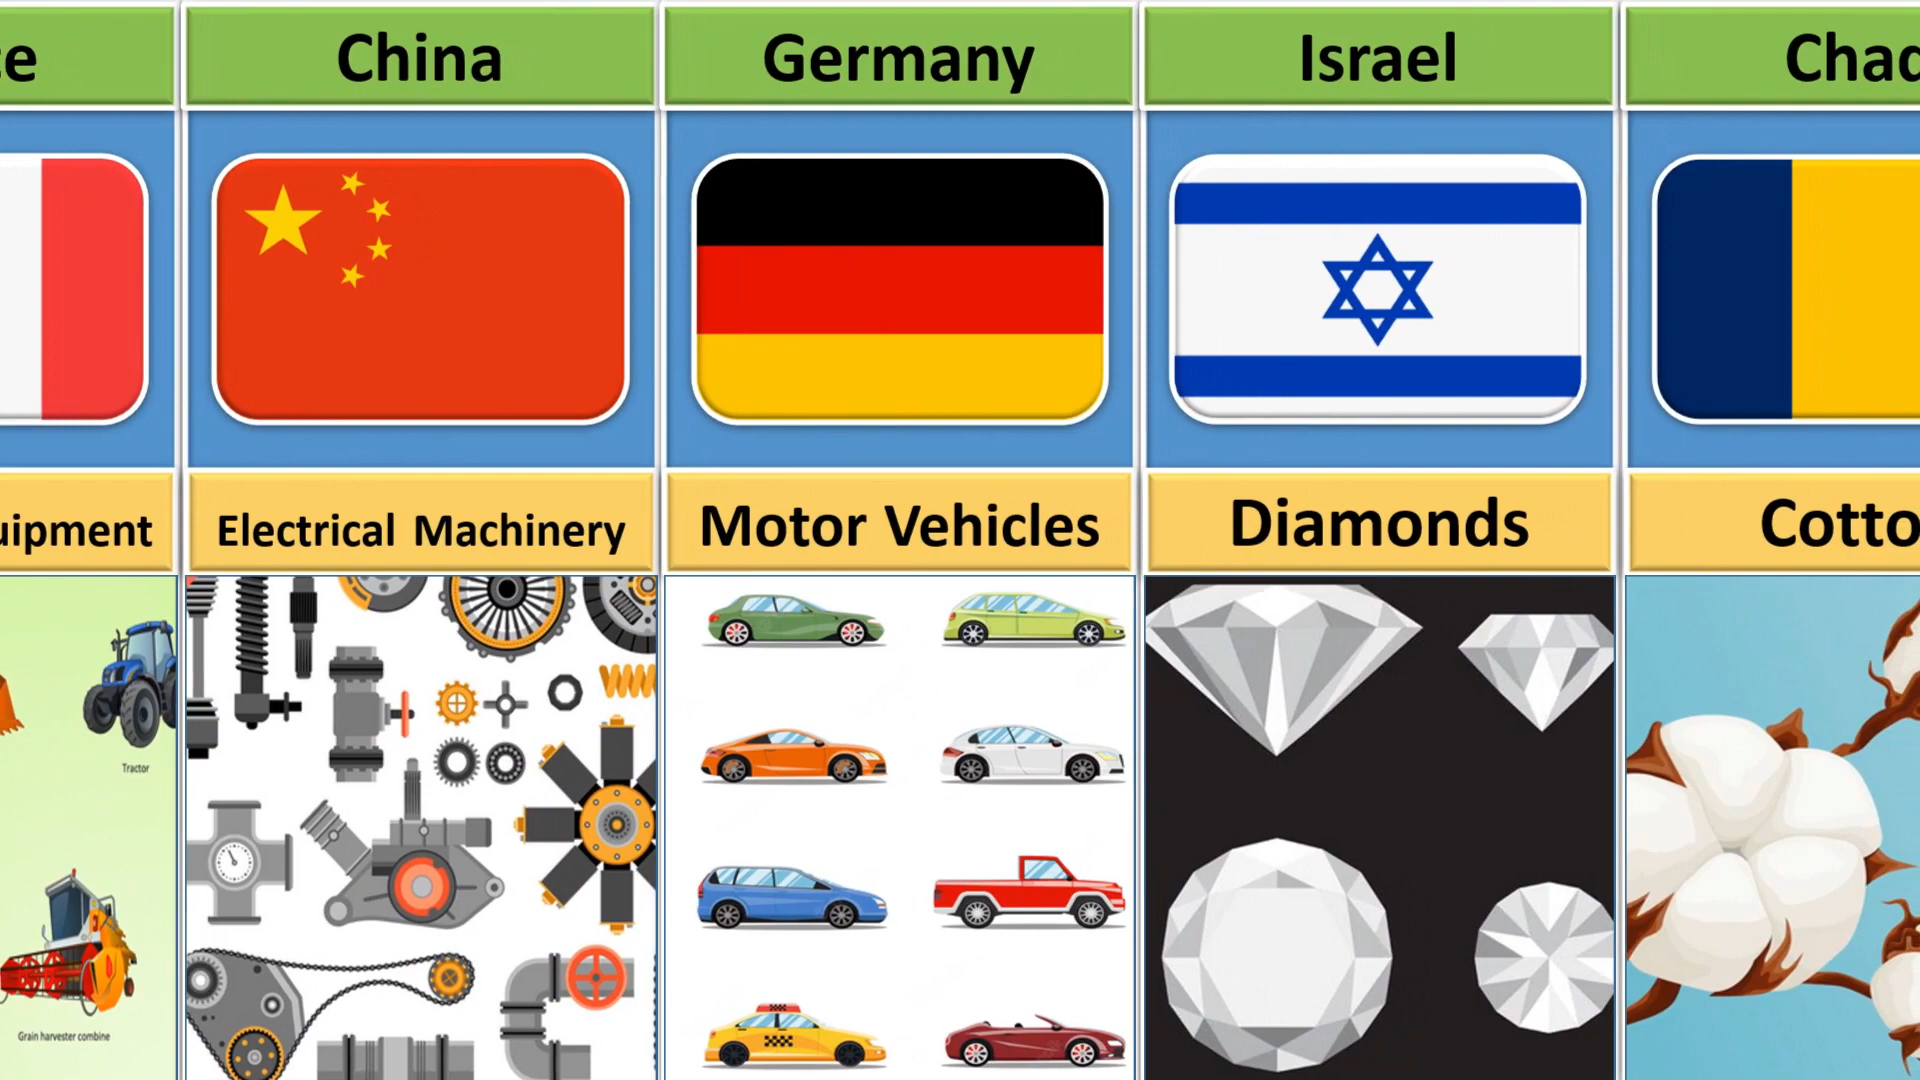 China
Germany
Israel
Electrical Machinery
Motor Vehicles
Diamonds
Tractor
Grain harvester combine